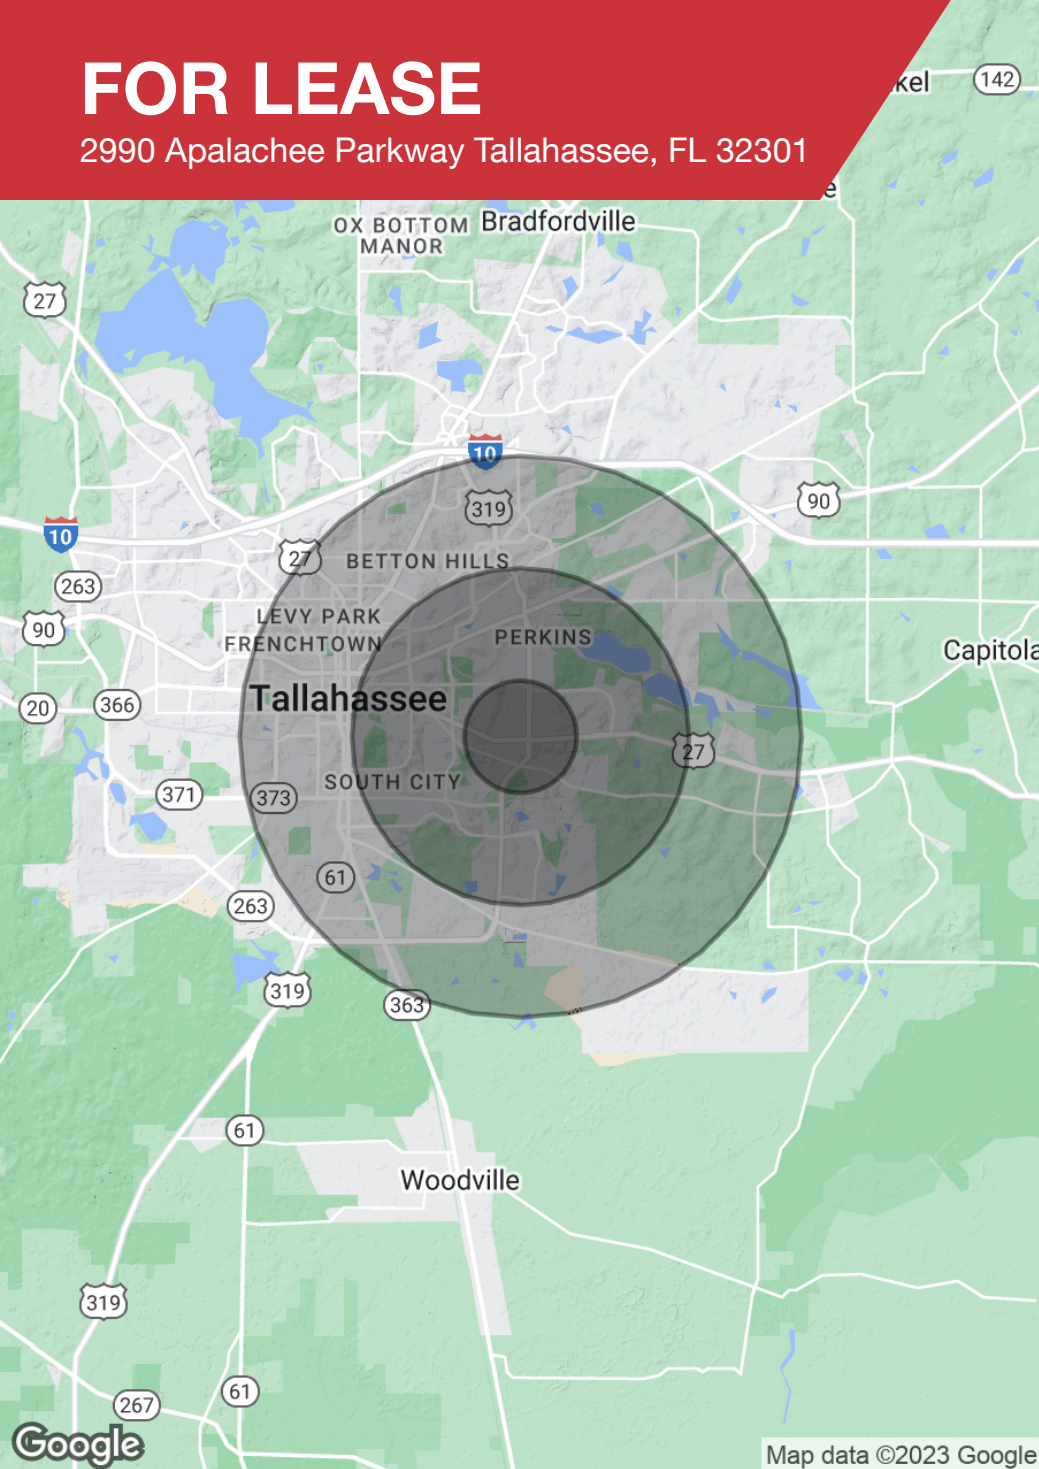 FOR LEASE
2990 Apalachee Parkway Tallahassee, FL 32301
142
OX BOTTOM
MANOR
Bradfordville
27
10
319
90
10
27
BETTON HILLS
263
LEVY PARK
90
FRENCHTOWN
PERKINS
Capitola
Tallahassee
20
366
27
SOUTH CITY
371
373
61
263
319
363
61
Woodville
319
61
267
Google
Map data ©2023 Google